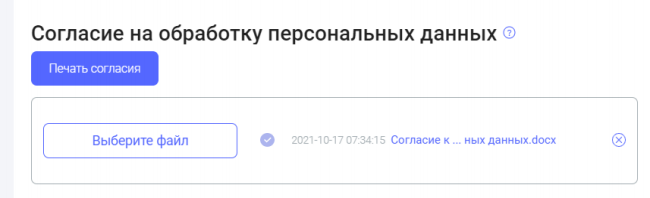 Согласие на обработку персональных данных ?
Печать согласия
Выберите файл 2021-10-17 07:34:15 Согласие к ... ных данных.docx